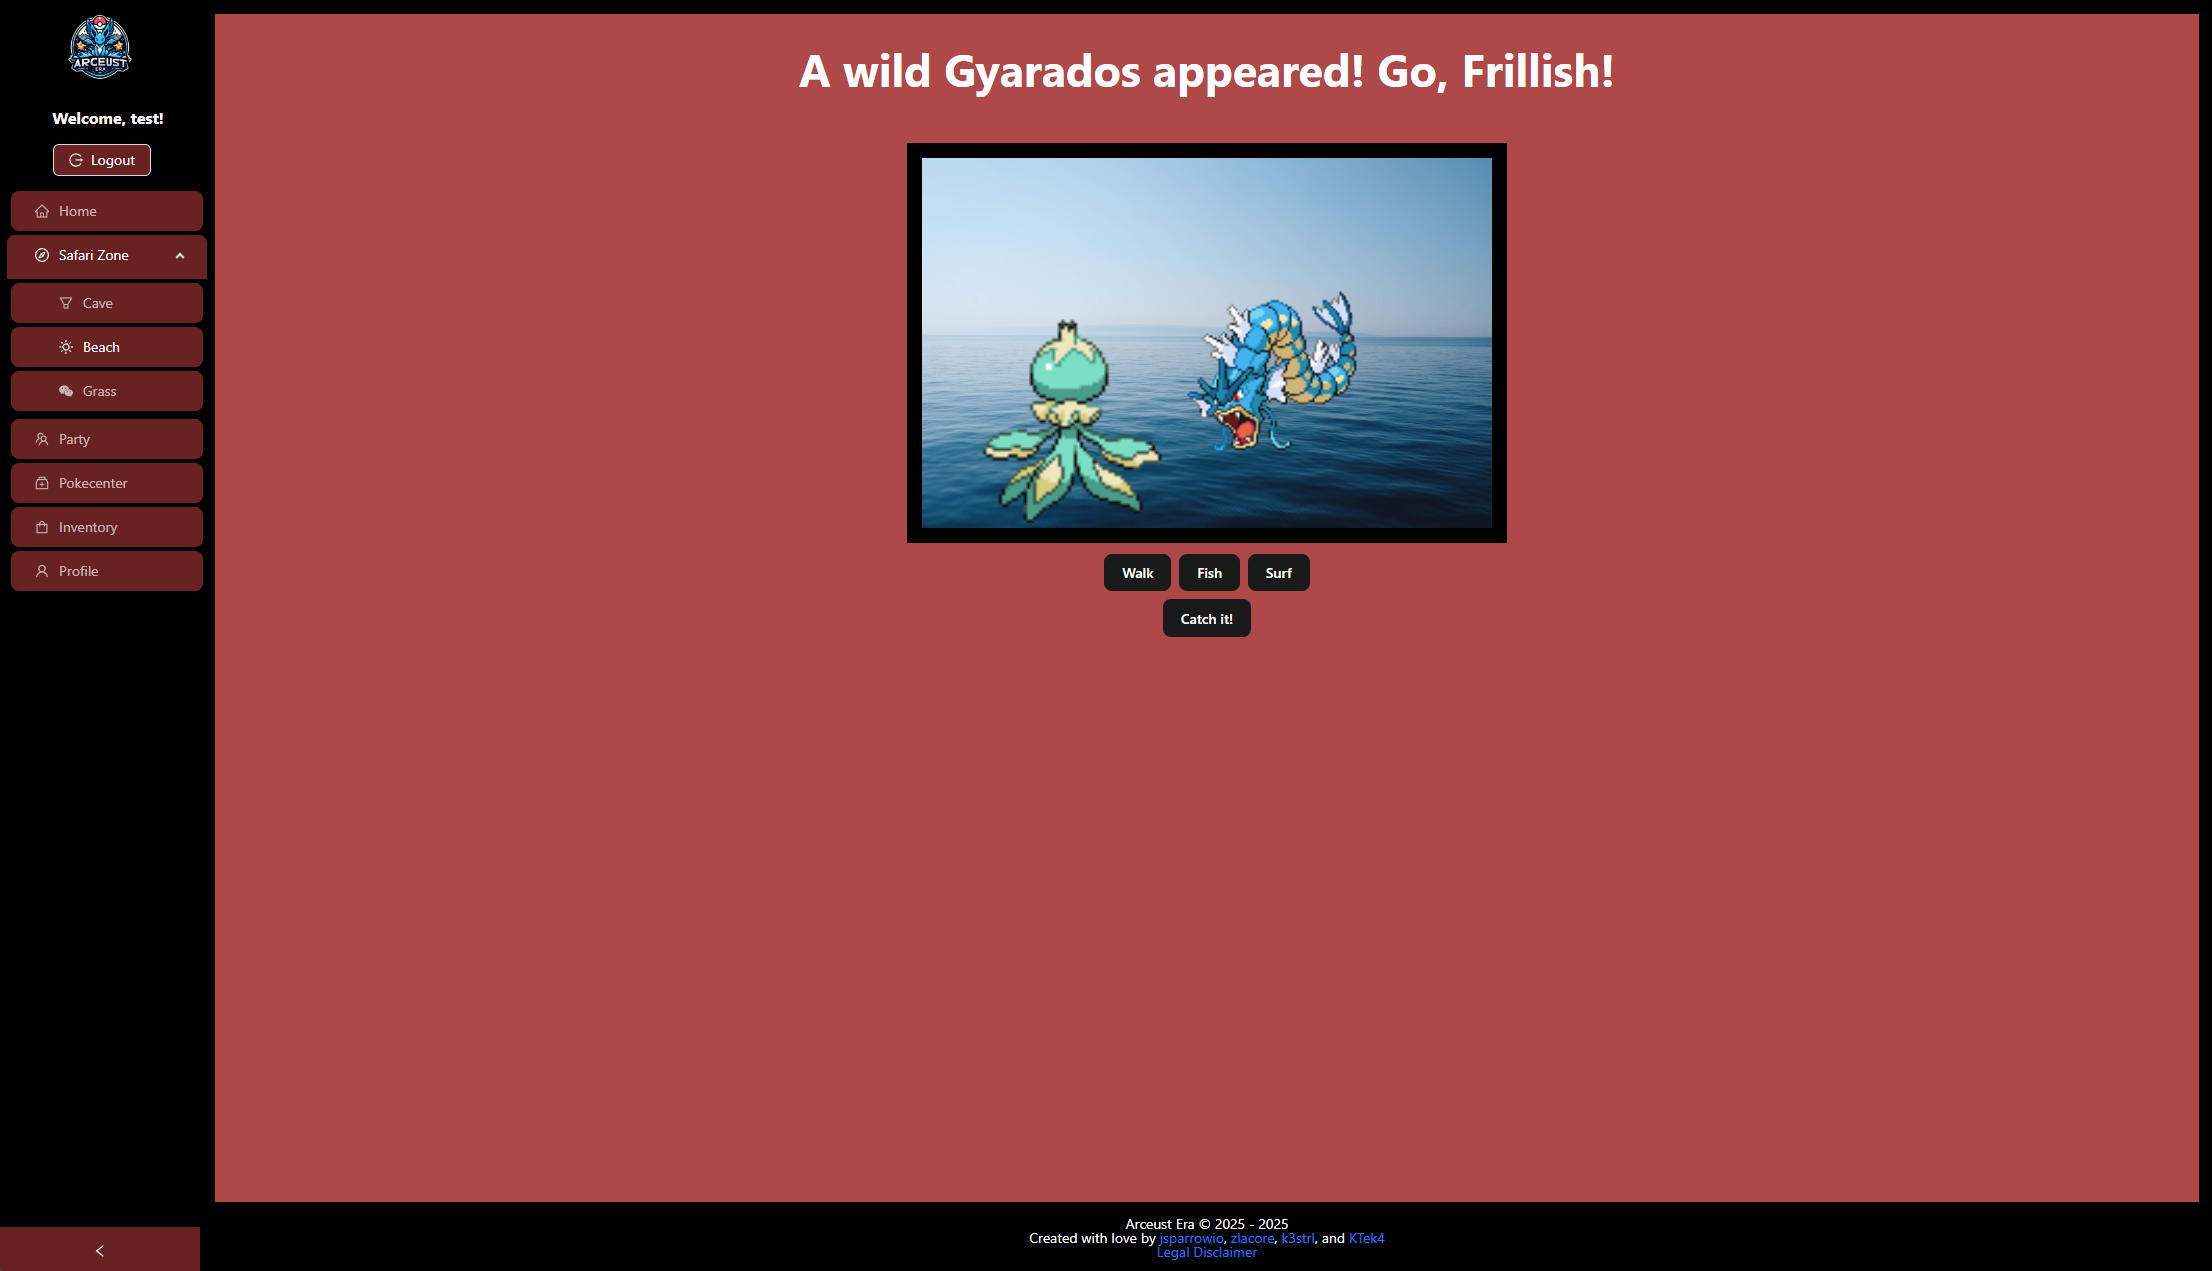 ARCEUST
ERA
Welcome, test!
Logout
Home
Safari Zone
Cave
Beach
Grass
Party
Pokecenter
Inventory
Profile
A wild Gyarados appeared! Go, Frillish!
Walk
Fish
Surf
Catch it!
Arceust Era © 2025 - 2025
Created with love by jsparrowio, zlacore, k3strl, and KTek4
Legal Disclaimer